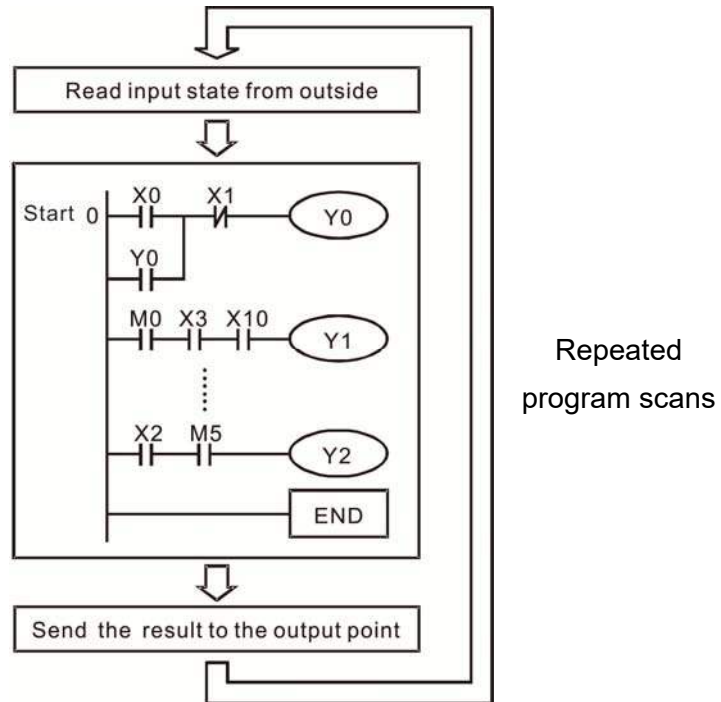 Read input state from outside
X0 X1
Start 0
Y0
Y0
M0 X3 X10
Y1
X2 M5
Y2
END
Send the result to the output point
Repeated
program scans